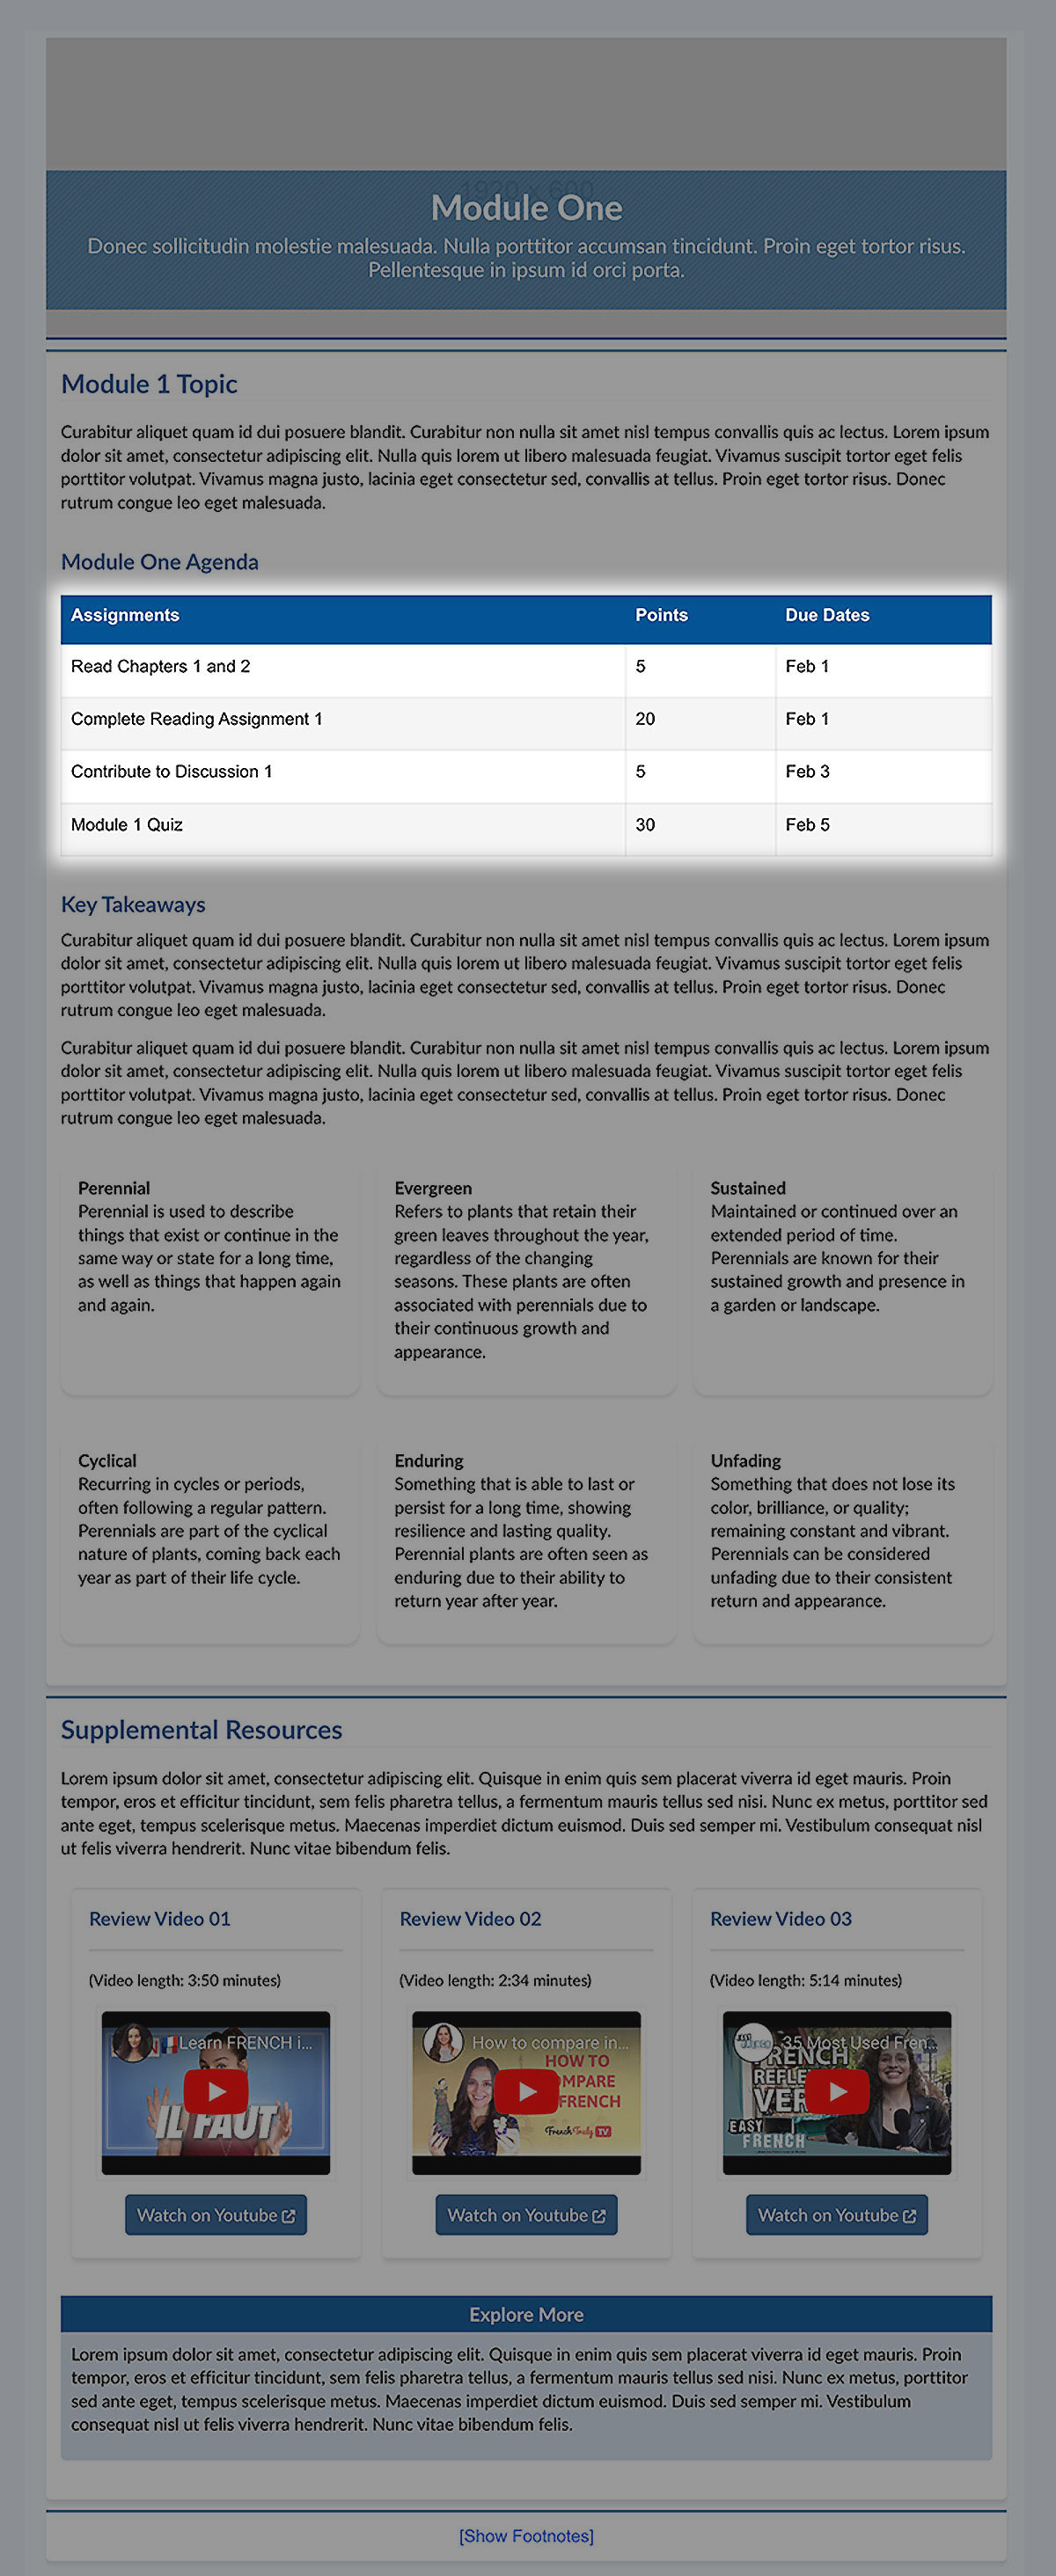 1920 x 600
Module One
Donec sollicitudin molestie malesuada. Nulla porttitor accumsan tincidunt. Proin eget tortor risus.
Pellentesque in ipsum id orci porta.
Module 1 Topic
Curabitur aliquet quam id dui posuere blandit. Curabitur non nulla sit amet nisl tempus convallis quis ac lectus. Lorem ipsum
dolor sit amet, consectetur adipiscing elit. Nulla quis lorem ut libero malesuada feugiat. Vivamus suscipit tortor eget felis
porttitor volutpat. Vivamus magna justo, lacinia eget consectetur sed, convallis at tellus. Proin eget tortor risus. Donec
rutrum congue leo eget malesuada.
Module One Agenda
Assignments Points Due Dates
Read Chapters 1 and 2 5 Feb 1
Complete Reading Assignment 1 20 Feb 1
Contribute to Discussion 1 5 Feb 3
Module 1 Quiz 30 Feb 5
Key Takeaways
Curabitur aliquet quam id dui posuere blandit. Curabitur non nulla sit amet nisl tempus convallis quis ac lectus. Lorem ipsum
dolor sit amet, consectetur adipiscing elit. Nulla quis lorem ut libero malesuada feugiat. Vivamus suscipit tortor eget felis
porttitor volutpat. Vivamus magna justo, lacinia eget consectetur sed, convallis at tellus. Proin eget tortor risus. Donec
rutrum congue leo eget malesuada.
Curabitur aliquet quam id dui posuere blandit. Curabitur non nulla sit amet nisl tempus convallis quis ac lectus. Lorem ipsum
dolor sit amet, consectetur adipiscing elit. Nulla quis lorem ut libero malesuada feugiat. Vivamus suscipit tortor eget felis
porttitor volutpat. Vivamus magna justo, lacinia eget consectetur sed, convallis at tellus. Proin eget tortor risus. Donec
rutrum congue leo eget malesuada.
Perennial
Perennial is used to describe
things that exist or continue in the
same way or state for a long time,
as well as things that happen again
and again.
Evergreen
Refers to plants that retain their
green leaves throughout the year,
regardless of the changing
seasons. These plants are often
associated with perennials due to
their continuous growth and
appearance.
Sustained
Maintained or continued over an
extended period of time.
Perennials are known for their
sustained growth and presence in
a garden or landscape.
Cyclical
Recurring in cycles or periods,
often following a regular pattern.
Perennials are part of the cyclical
nature of plants, coming back each
year as part of their life cycle.
Enduring
Something that is able to last or
persist for a long time, showing
resilience and lasting quality.
Perennial plants are often seen as
enduring due to their ability to
return year after year.
Unfading
Something that does not lose its
color, brilliance, or quality;
remaining constant and vibrant.
Perennials can be considered
unfading due to their consistent
return and appearance.
Supplemental Resources
Lorem ipsum dolor sit amet, consectetur adipiscing elit. Quisque in enim quis sem placerat viverra id eget mauris. Proin
tempor, eros et efficitur tincidunt, sem felis pharetra tellus, a fermentum mauris tellus sed nisi. Nunc ex metus, porttitor sed
ante eget, tempus scelerisque metus. Maecenas imperdiet dictum euismod. Duis sed semper mi. Vestibulum consequat nisl
ut felis viverra hendrerit. Nunc vitae bibendum felis.
Review Video 01
(Video length: 3:50 minutes)
Learn FRENCH i...
IL FAUT
Watch on Youtube
Review Video 02
(Video length: 2:34 minutes)
How to compare in...
HOW TO
OMPARE
FRENCH
French Truly TV
Watch on Youtube
Review Video 03
(Video length: 5:14 minutes)
35 Most Used Fren...
FRENCH
REFLE
VER
EASY
FRENCH
Watch on Youtube
Explore More
Lorem ipsum dolor sit amet, consectetur adipiscing elit. Quisque in enim quis sem placerat viverra id eget mauris. Proin
tempor, eros et efficitur tincidunt, sem felis pharetra tellus, a fermentum mauris tellus sed nisi. Nunc ex metus, porttitor
sed ante eget, tempus scelerisque metus. Maecenas imperdiet dictum euismod. Duis sed semper mi. Vestibulum
consequat nisl ut felis viverra hendrerit. Nunc vitae bibendum felis.
[Show Footnotes]